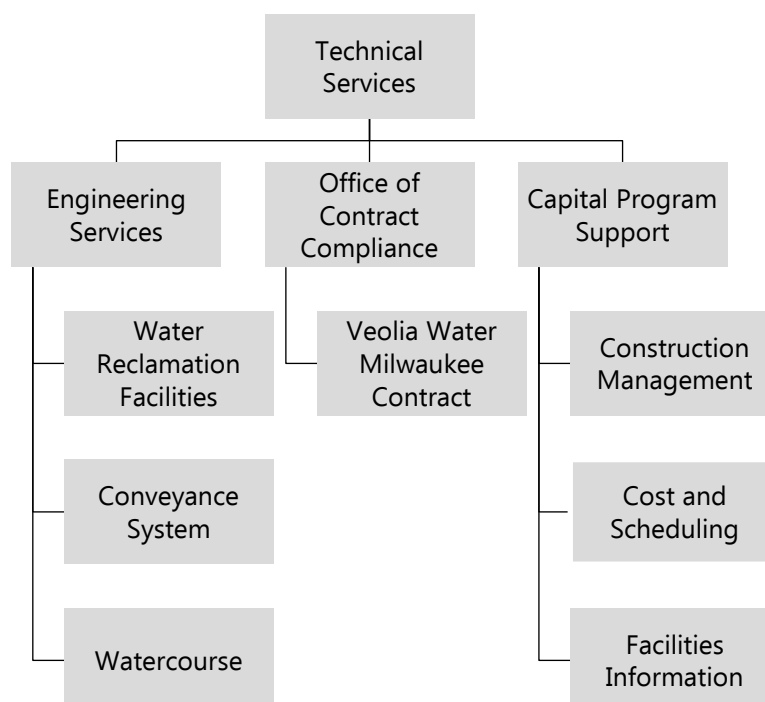 Technical
Services
Engineering
Services
Office of
Contract
Compliance
Capital Program
Support
Water
Reclamation
Facilities
Veolia Water
Milwaukee
Contract
Construction
Management
Conveyance
System
Cost and
Scheduling
Watercourse
Facilities
Information